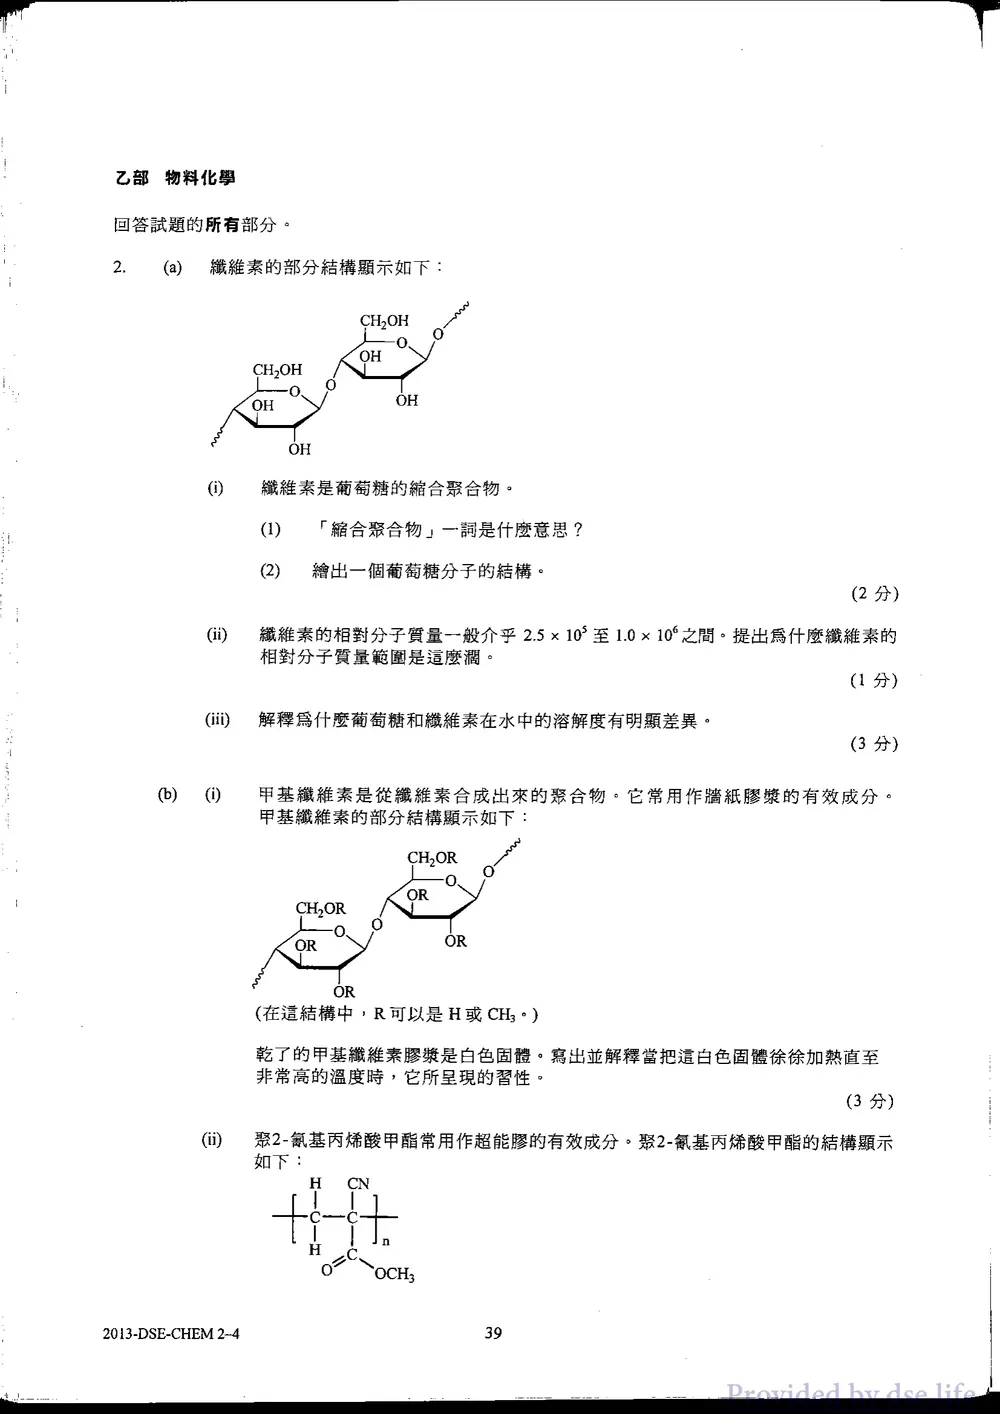 乙部 物料化學
回答試題的所有部分。
2. (a) 纖維素的部分結構顯示如下：
CH₂OH
O
O
OH
CH₂OH
O
O
OH
OH
OH
(i) 纖維素是葡萄糖的縮合聚合物。
(1) 「縮合聚合物」一詞是什麼意思？
(2) 繪出一個葡萄糖分子的結構。
(2 分)
(ii) 纖維素的相對分子質量一般介乎 2.5 × 10⁵ 至 1.0 × 10⁶ 之間。提出爲什麼纖維素的
相對分子質量範圍是這麼濶。
(1 分)
(iii) 解釋爲什麼葡萄糖和纖維素在水中的溶解度有明顯差異。
(3 分)
(b) (i) 甲基纖維素是從纖維素合成出來的聚合物。它常用作牆紙膠漿的有效成分。
甲基纖維素的部分結構顯示如下：
CH₂OR
O
O
OR
CH₂OR
O
O
OR
OR
OR
(在這結構中，R 可以是 H 或 CH₃。)
乾了的甲基纖維素膠漿是白色固體。寫出並解釋當把這白色固體徐徐加熱直至
非常高的溫度時，它所呈現的習性。
(3 分)
(ii) 聚2-氰基丙烯酸甲酯常用作超能膠的有效成分。聚2-氰基丙烯酸甲酯的結構顯示
如下：
H CN
C C
n
H C
O OCH₃
2013-DSE-CHEM 2–4 39
Provided by dse.life